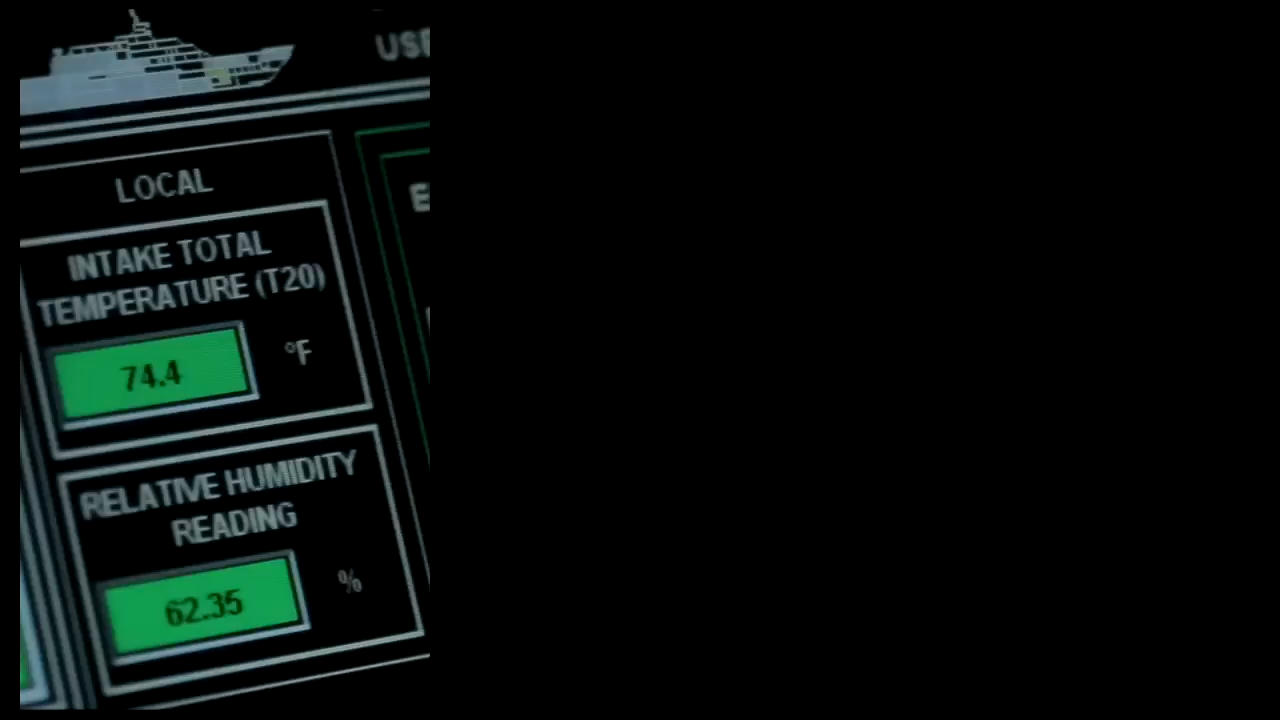 LOCAL
INTAKE TOTAL
TEMPERATURE (T20)
74.4 °F
RELATIVE HUMIDITY
READING
62.35 %